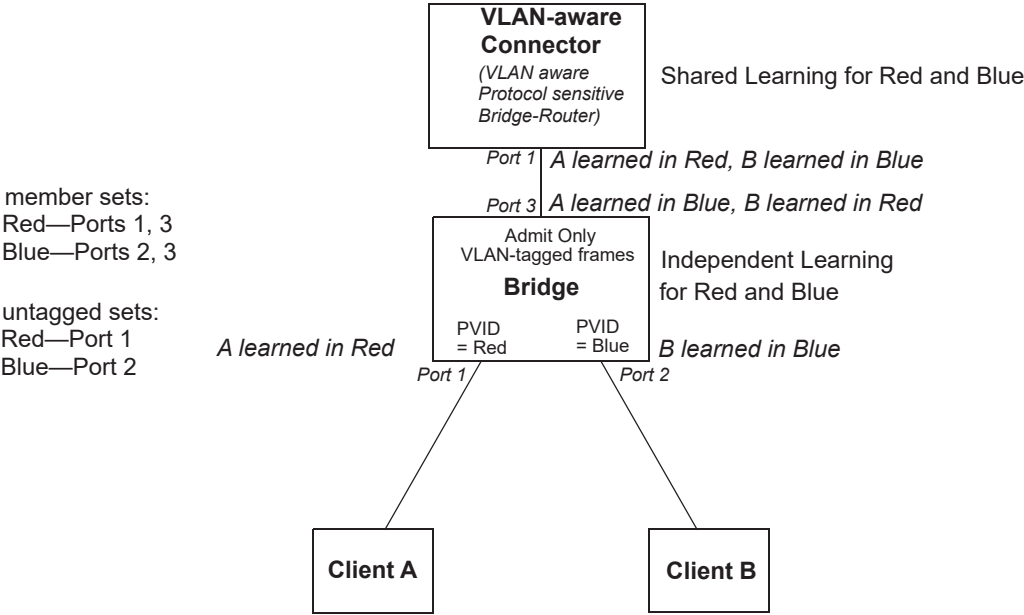 VLAN-aware
Connector
(VLAN aware
Protocol sensitive
Bridge-Router)
Shared Learning for Red and Blue
Port 1
A learned in Red, B learned in Blue
member sets:
Red—Ports 1, 3
Blue—Ports 2, 3
Port 3
A learned in Blue, B learned in Red
Admit Only
VLAN-tagged frames
Bridge
Independent Learning
for Red and Blue
untagged sets:
Red—Port 1
Blue—Port 2
PVID
= Red
PVID
= Blue
A learned in Red
B learned in Blue
Port 1
Port 2
Client A
Client B